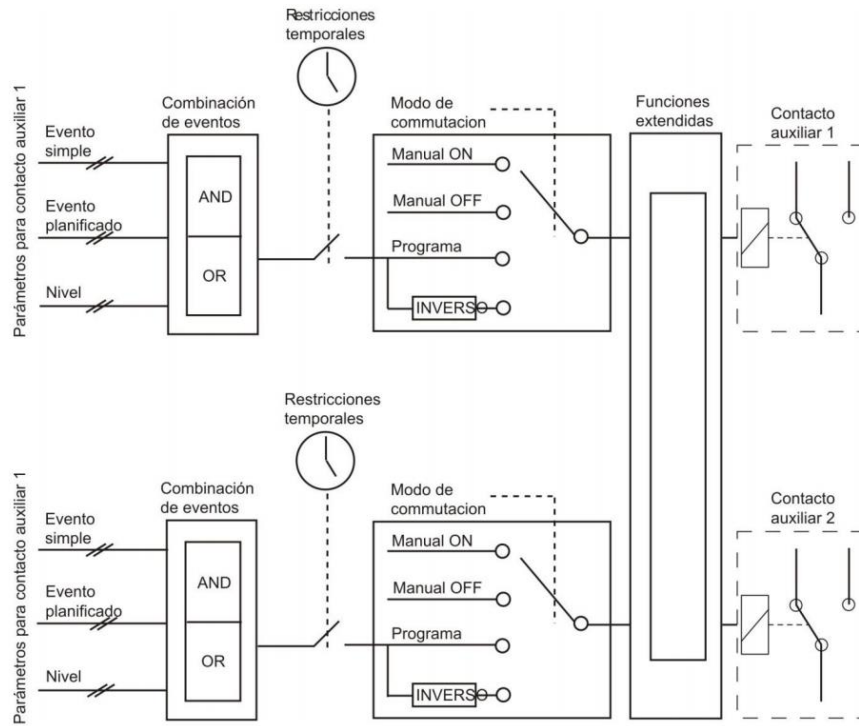 Restricciones
temporales
Parámetros para contacto auxiliar 1
Combinación
de eventos
Modo de
commutacion
Funciones
extendidas
Contacto
auxiliar 1
Evento
simple
Manual ON
AND
Evento
planificado
Manual OFF
Programa
OR
Nivel
INVERS
Restricciones
temporales
Parámetros para contacto auxiliar 1
Combinación
de eventos
Modo de
commutacion
Contacto
auxiliar 2
Evento
simple
Manual ON
AND
Evento
planificado
Manual OFF
Programa
OR
Nivel
INVERS